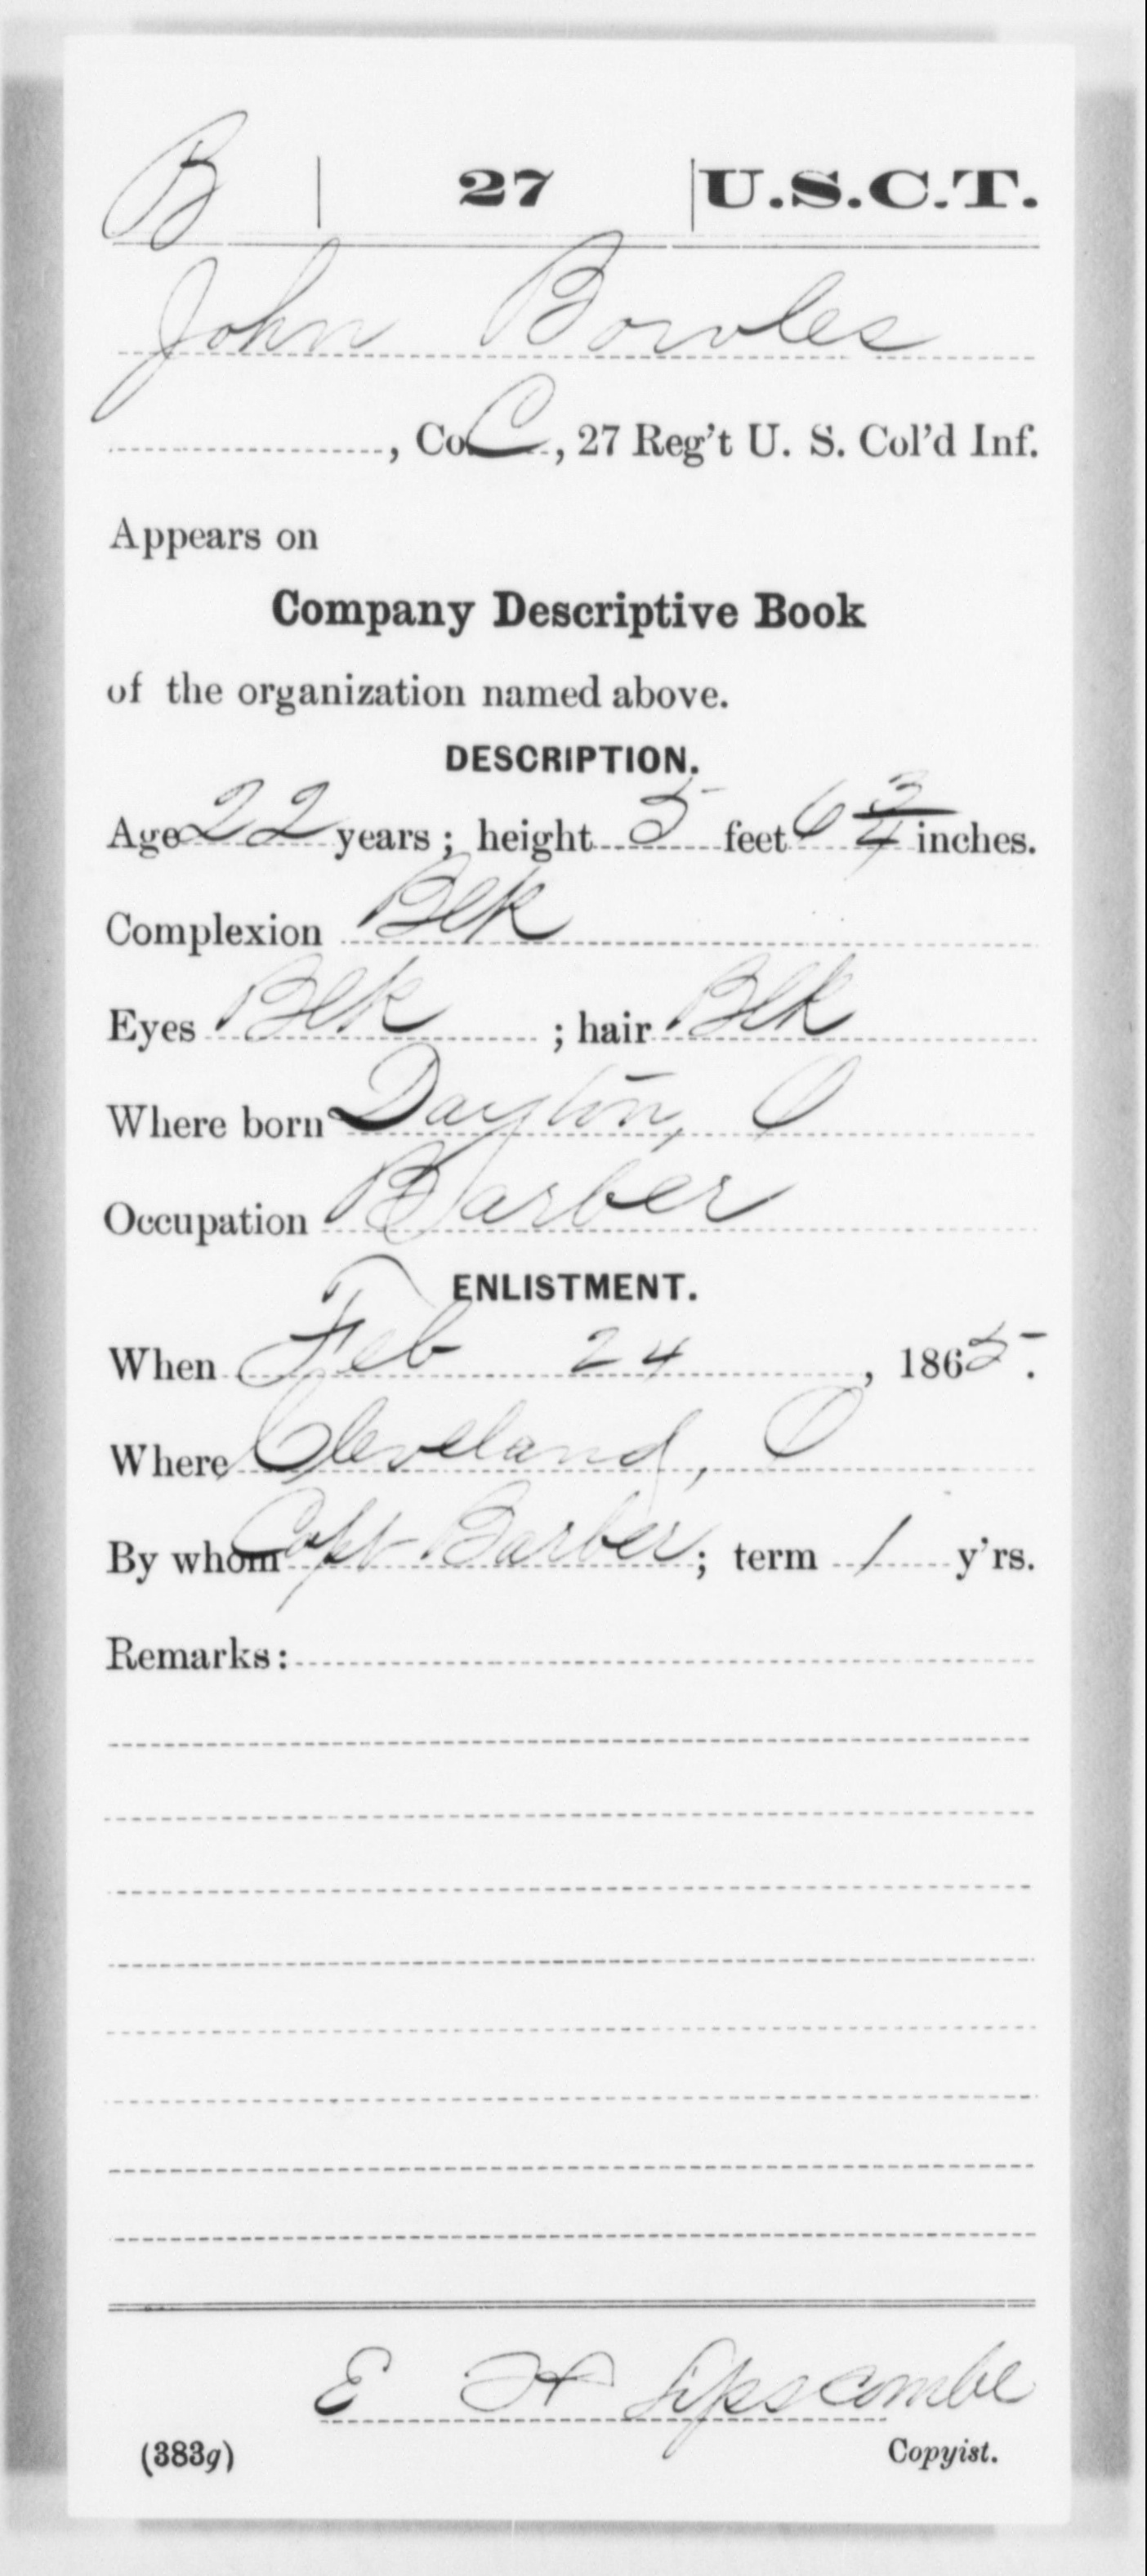 B | 27 | U.S.C.T.
John Bowles
, Co. C, 27 Reg't U. S. Col'd Inf.
Appears on
Company Descriptive Book
of the organization named above.
DESCRIPTION.
Age 22 years; height 5 feet 6 3/4 inches.
Complexion Blk
Eyes Blk; hair Blk
Where born Dayton, O
Occupation Barber
ENLISTMENT.
When Feb 24, 1865.
Where Cleveland, O
By whom Capt Barber; term 1 y'rs.
Remarks:
E H Lipscombe
(383g) Copyist.